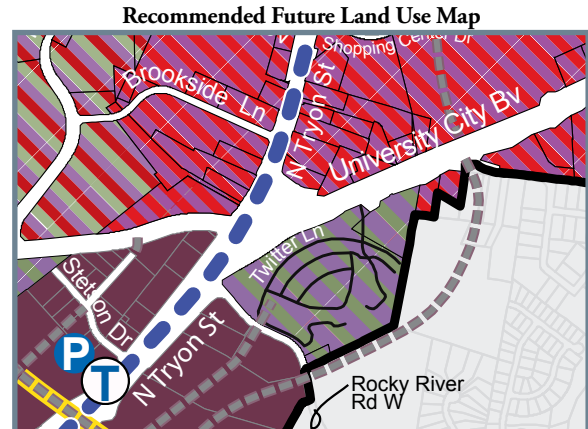 Recommended Future Land Use Map
Shopping Center Dr
Brookside Ln
N Tryon St
University City Bv
Twitter Ln
Stetson Dr
P
T
N Tryon St
Rocky River
Rd W